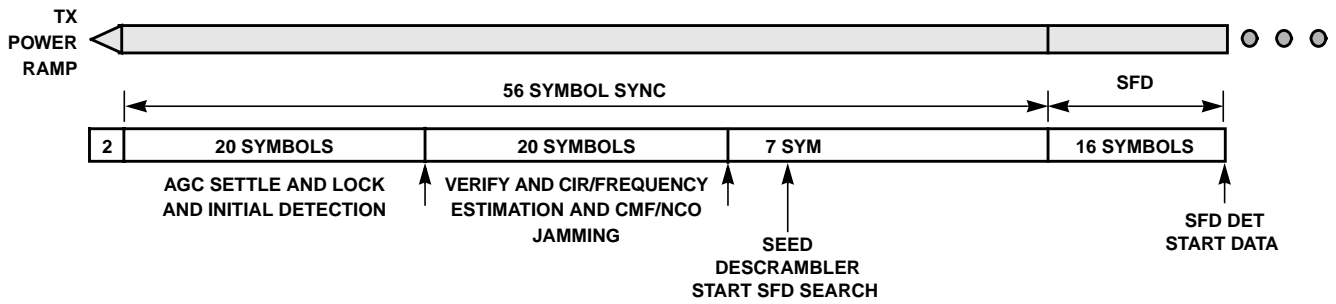 TX
POWER
RAMP
56 SYMBOL SYNC
SFD
2
20 SYMBOLS
20 SYMBOLS
7 SYM
16 SYMBOLS
AGC SETTLE AND LOCK
AND INITIAL DETECTION
VERIFY AND CIR/FREQUENCY
ESTIMATION AND CMF/NCO
JAMMING
SEED
DESCRAMBLER
START SFD SEARCH
SFD DET
START DATA